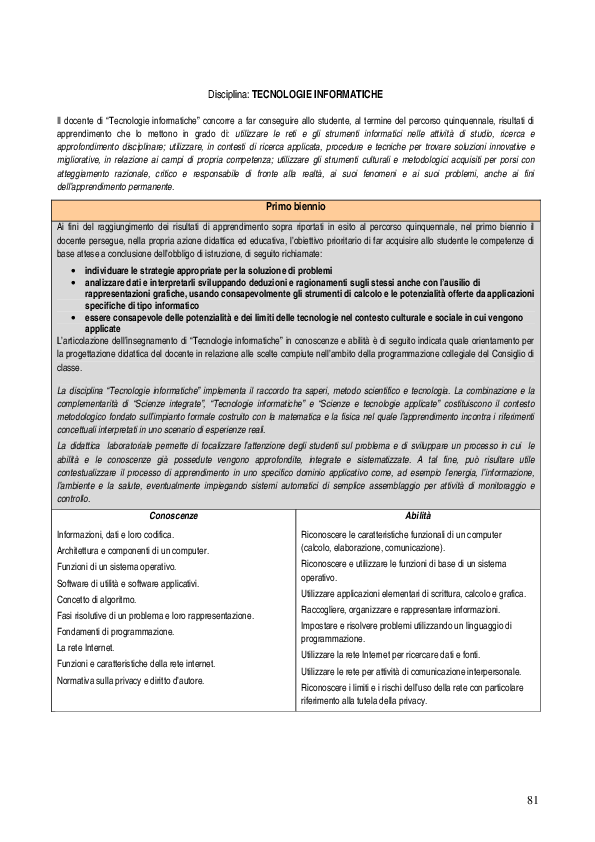 Disciplina: TECNOLOGIE INFORMATICHE
Il docente di “Tecnologie informatiche” concorre a far conseguire allo studente, al termine del percorso quinquennale, risultati di
apprendimento che lo mettono in grado di: utilizzare le reti e gli strumenti informatici nelle attività di studio, ricerca e
approfondimento disciplinare; utilizzare, in contesti di ricerca applicata, procedure e tecniche per trovare soluzioni innovative e
migliorative, in relazione ai campi di propria competenza; utilizzare gli strumenti culturali e metodologici acquisiti per porsi con
atteggiamento razionale, critico e responsabile di fronte alla realtà, ai suoi fenomeni e ai suoi problemi, anche ai fini
dell’apprendimento permanente.
Primo biennio
Ai fini del raggiungimento dei risultati di apprendimento sopra riportati in esito al percorso quinquennale, nel primo biennio il
docente persegue, nella propria azione didattica ed educativa, l’obiettivo prioritario di far acquisire allo studente le competenze di
base attese a conclusione dell’obbligo di istruzione, di seguito richiamate:
• individuare le strategie appropriate per la soluzione di problemi
• analizzare dati e interpretarli sviluppando deduzioni e ragionamenti sugli stessi anche con l’ausilio di
rappresentazioni grafiche, usando consapevolmente gli strumenti di calcolo e le potenzialità offerte da applicazioni
specifiche di tipo informatico
• essere consapevole delle potenzialità e dei limiti delle tecnologie nel contesto culturale e sociale in cui vengono
applicate
L’articolazione dell’insegnamento di “Tecnologie informatiche” in conoscenze e abilità è di seguito indicata quale orientamento per
la progettazione didattica del docente in relazione alle scelte compiute nell’ambito della programmazione collegiale del Consiglio di
classe.
La disciplina “Tecnologie informatiche” implementa il raccordo tra saperi, metodo scientifico e tecnologia. La combinazione e la
complementarità di “Scienze integrate”, “Tecnologie informatiche” e “Scienze e tecnologie applicate” costituiscono il contesto
metodologico fondato sull’impianto formale costruito con la matematica e la fisica nel quale l’apprendimento incontra i riferimenti
concettuali interpretati in uno scenario di esperienze reali.
La didattica laboratoriale permette di focalizzare l’attenzione degli studenti sul problema e di sviluppare un processo in cui le
abilità e le conoscenze già possedute vengono approfondite, integrate e sistematizzate. A tal fine, può risultare utile
contestualizzare il processo di apprendimento in uno specifico dominio applicativo come, ad esempio l’energia, l’informazione,
l’ambiente e la salute, eventualmente impiegando sistemi automatici di semplice assemblaggio per attività di monitoraggio e
controllo.
Conoscenze
Informazioni, dati e loro codifica.
Architettura e componenti di un computer.
Funzioni di un sistema operativo.
Software di utilità e software applicativi.
Concetto di algoritmo.
Fasi risolutive di un problema e loro rappresentazione.
Fondamenti di programmazione.
La rete Internet.
Funzioni e caratteristiche della rete internet.
Normativa sulla privacy e diritto d’autore.
Abilità
Riconoscere le caratteristiche funzionali di un computer
(calcolo, elaborazione, comunicazione).
Riconoscere e utilizzare le funzioni di base di un sistema
operativo.
Utilizzare applicazioni elementari di scrittura, calcolo e grafica.
Raccogliere, organizzare e rappresentare informazioni.
Impostare e risolvere problemi utilizzando un linguaggio di
programmazione.
Utilizzare la rete Internet per ricercare dati e fonti.
Utilizzare le rete per attività di comunicazione interpersonale.
Riconoscere i limiti e i rischi dell’uso della rete con particolare
riferimento alla tutela della privacy.
81